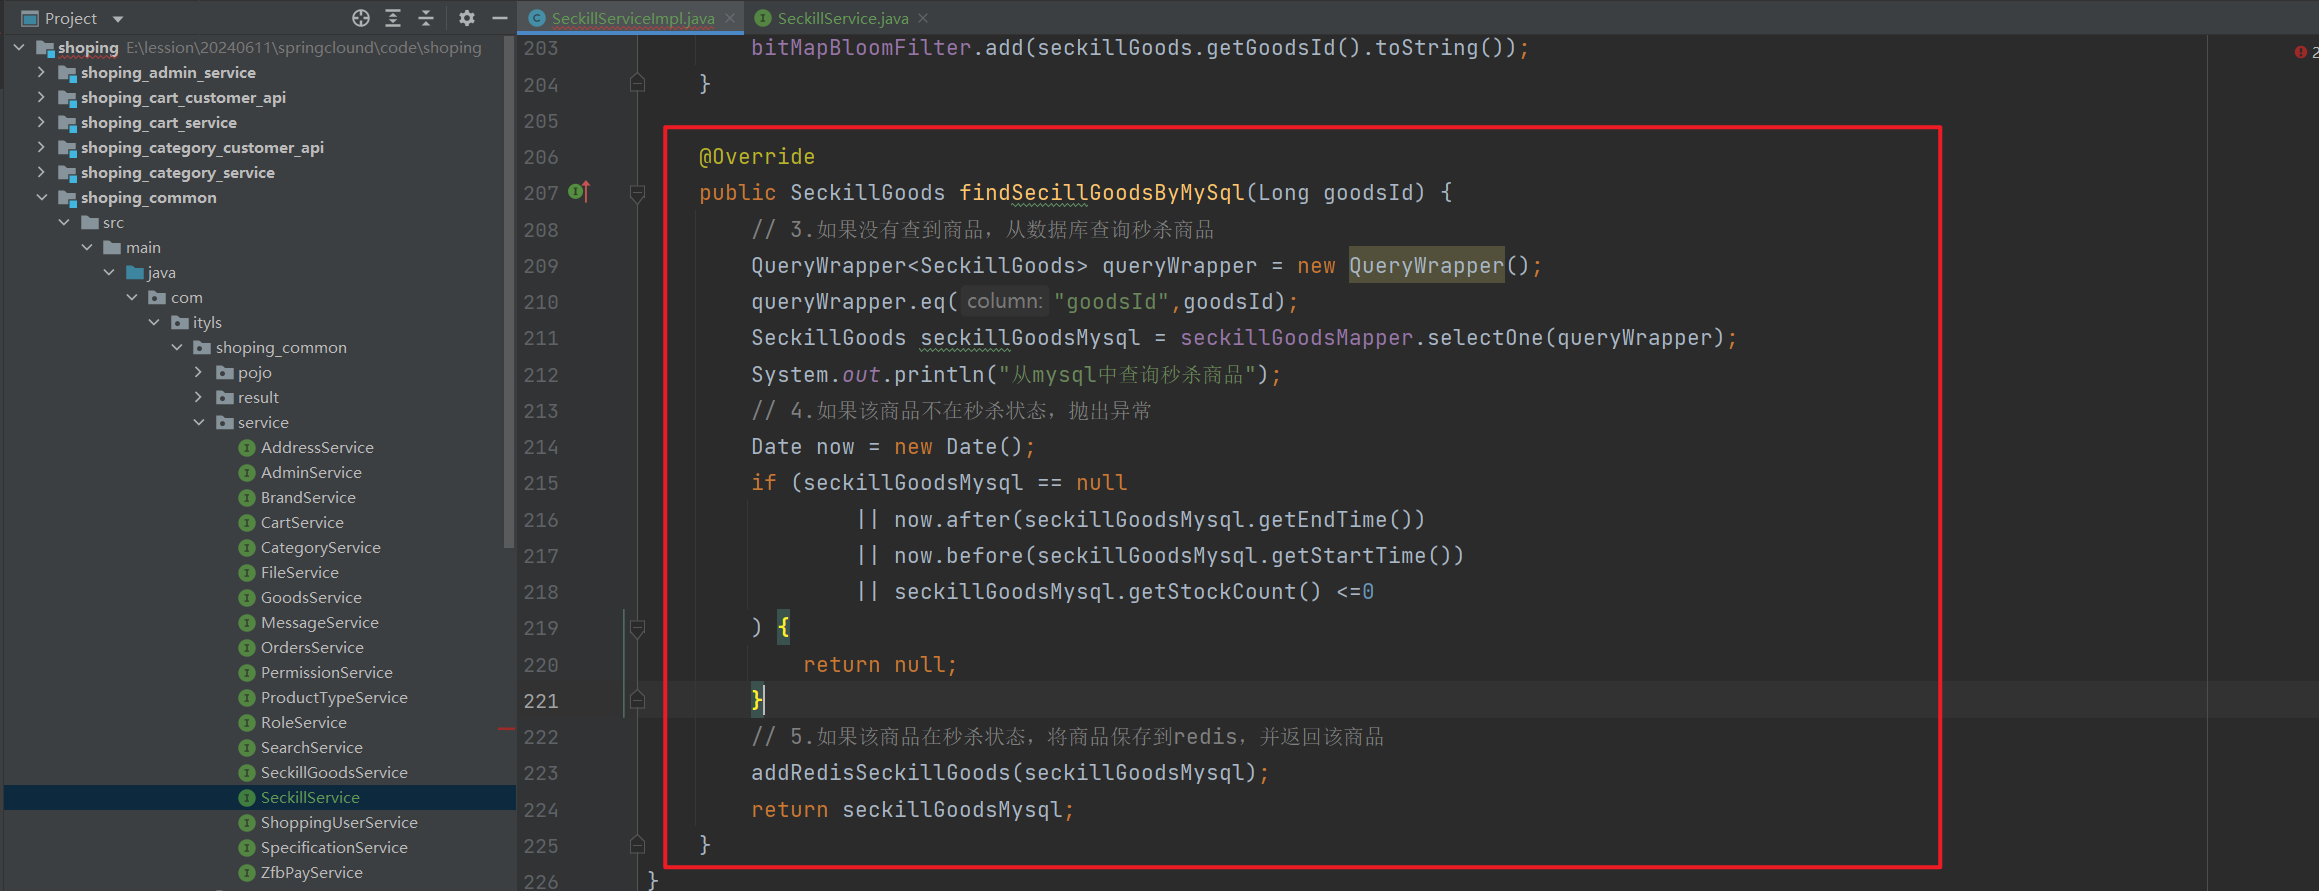 Project
shoping E:\lession\20240611\springclound\code\shoping
shoping_admin_service
shoping_cart_customer_api
shoping_cart_service
shoping_category_customer_api
shoping_category_service
shoping_common
src
main
java
com
ityls
shoping_common
pojo
result
service
AddressService
AdminService
BrandService
CartService
CategoryService
FileService
GoodsService
MessageService
OrdersService
PermissionService
ProductTypeService
RoleService
SearchService
SeckillGoodsService
SeckillService
ShoppingUserService
SpecificationService
ZfbPayService
SeckillServiceImpl.java SeckillService.java
203 bitMapBloomFilter.add(seckillGoods.getGoodsId().toString());
204 }
205
206 @Override
207 public SeckillGoods findSecillGoodsByMySql(Long goodsId) {
208 // 3.如果没有查到商品，从数据库查询秒杀商品
209 QueryWrapper<SeckillGoods> queryWrapper = new QueryWrapper();
210 queryWrapper.eq( column: "goodsId",goodsId);
211 SeckillGoods seckillGoodsMysql = seckillGoodsMapper.selectOne(queryWrapper);
212 System.out.println("从mysql中查询秒杀商品");
213 // 4.如果该商品不在秒杀状态，抛出异常
214 Date now = new Date();
215 if (seckillGoodsMysql == null
216 || now.after(seckillGoodsMysql.getEndTime())
217 || now.before(seckillGoodsMysql.getStartTime())
218 || seckillGoodsMysql.getStockCount() <=0
219 ) {
220 return null;
221 }
222 // 5.如果该商品在秒杀状态，将商品保存到redis，并返回该商品
223 addRedisSeckillGoods(seckillGoodsMysql);
224 return seckillGoodsMysql;
225 }
226 }
2